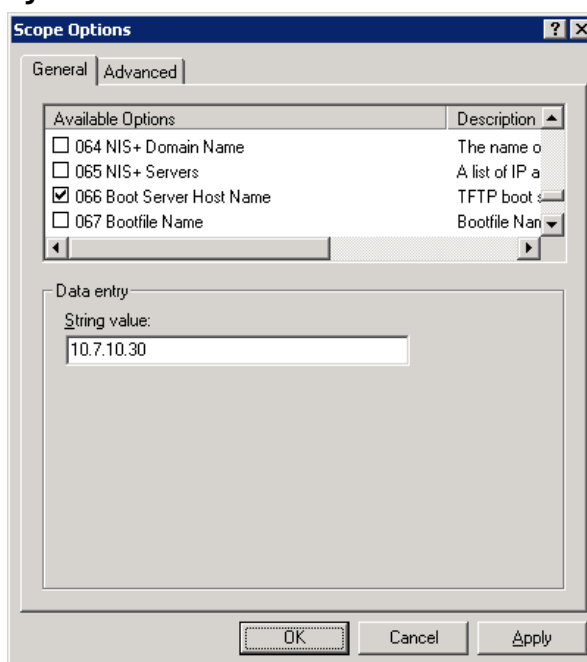 Scope Options
General Advanced
Available Options Description
064 NIS+ Domain Name The name o
065 NIS+ Servers A list of IP a
066 Boot Server Host Name TFTP boot s
067 Bootfile Name Bootfile Nan
Data entry
String value:
10.7.10.30
OK Cancel Apply